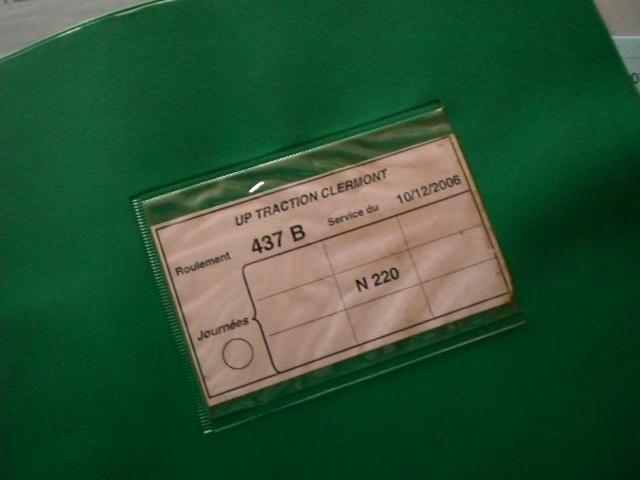 UP TRACTION CLERMONT
Roulement 437 B Service du 10/12/2006
Journées N 220